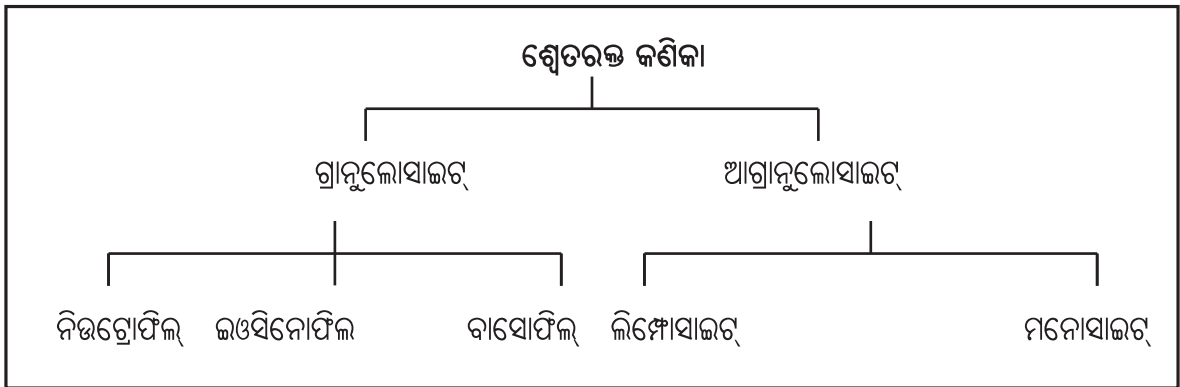 ଶ୍ୱେତରକ୍ତ କଣିକା
ଗ୍ରାନୁଲୋସାଇଟ୍ ଆଗ୍ରାନୁଲୋସାଇଟ୍
ନିଉଟ୍ରୋଫିଲ୍ ଇଓସିନୋଫିଲ ବାସୋଫିଲ୍ ଲିମ୍ଫୋସାଇଟ୍ ମନୋସାଇଟ୍